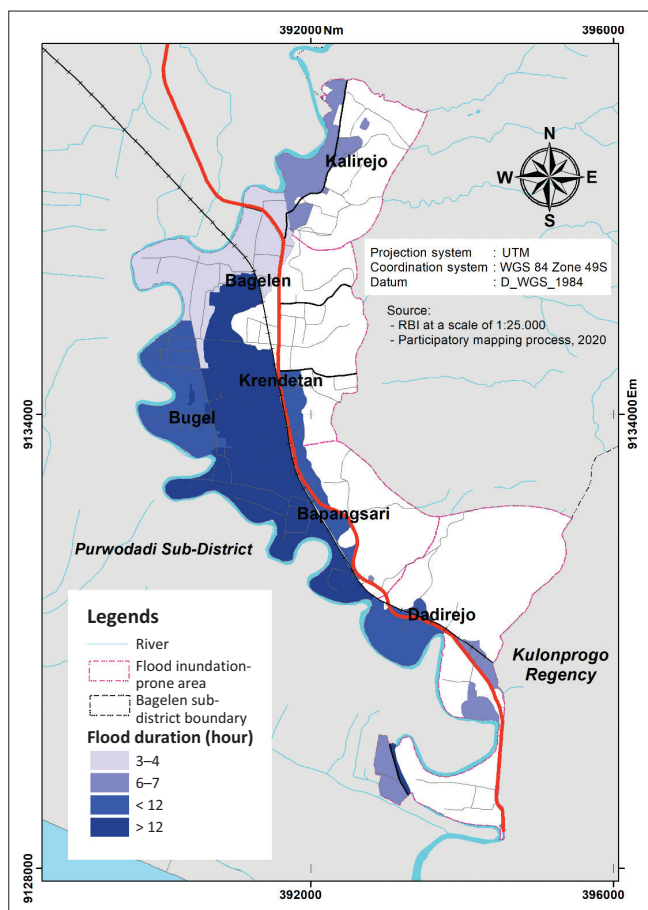 392000 Nm
396000
N
W
E
S
Kalirejo
Projection system : UTM
Coordination system : WGS 84 Zone 49S
Datum : D_WGS_1984
Source:
- RBI at a scale of 1:25.000
- Participatory mapping process, 2020
Bagelen
Krendetan
Bugel
9134000
9134000 Em
Bapangsari
Purwodadi Sub-District
Dadirejo
Kulonprogo
Regency
Legends
River
Flood inundation-
prone area
Bagelen sub-
district boundary
Flood duration (hour)
3–4
6–7
< 12
> 12
9128000
392000
396000